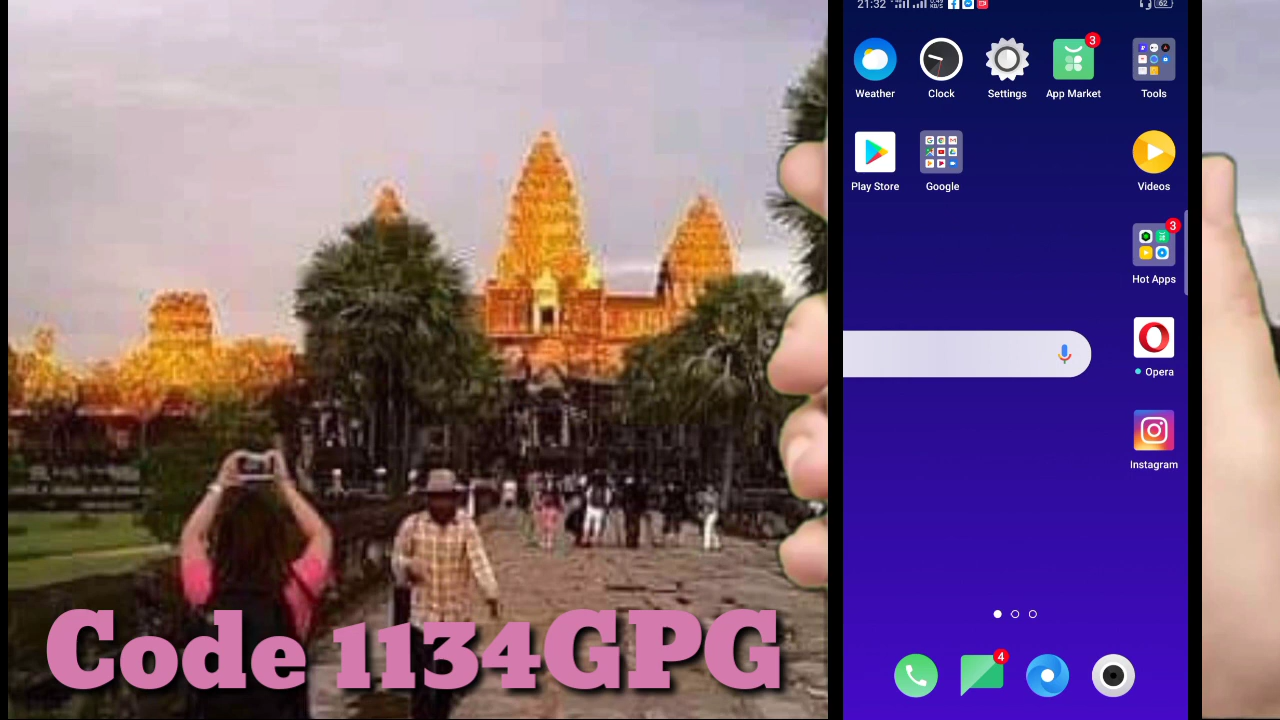 Code 1134GPG
21:32
62
Weather
Clock
Settings
3
App Market
Tools
Play Store
Google
Videos
3
Hot Apps
Opera
Instagram
4